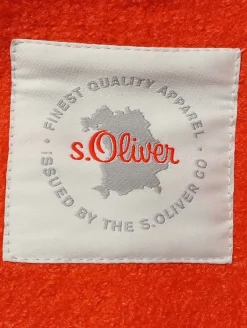 · FINEST QUALITY APPAREL ·
s.Oliver
ISSUED BY THE S.OLIVER CO